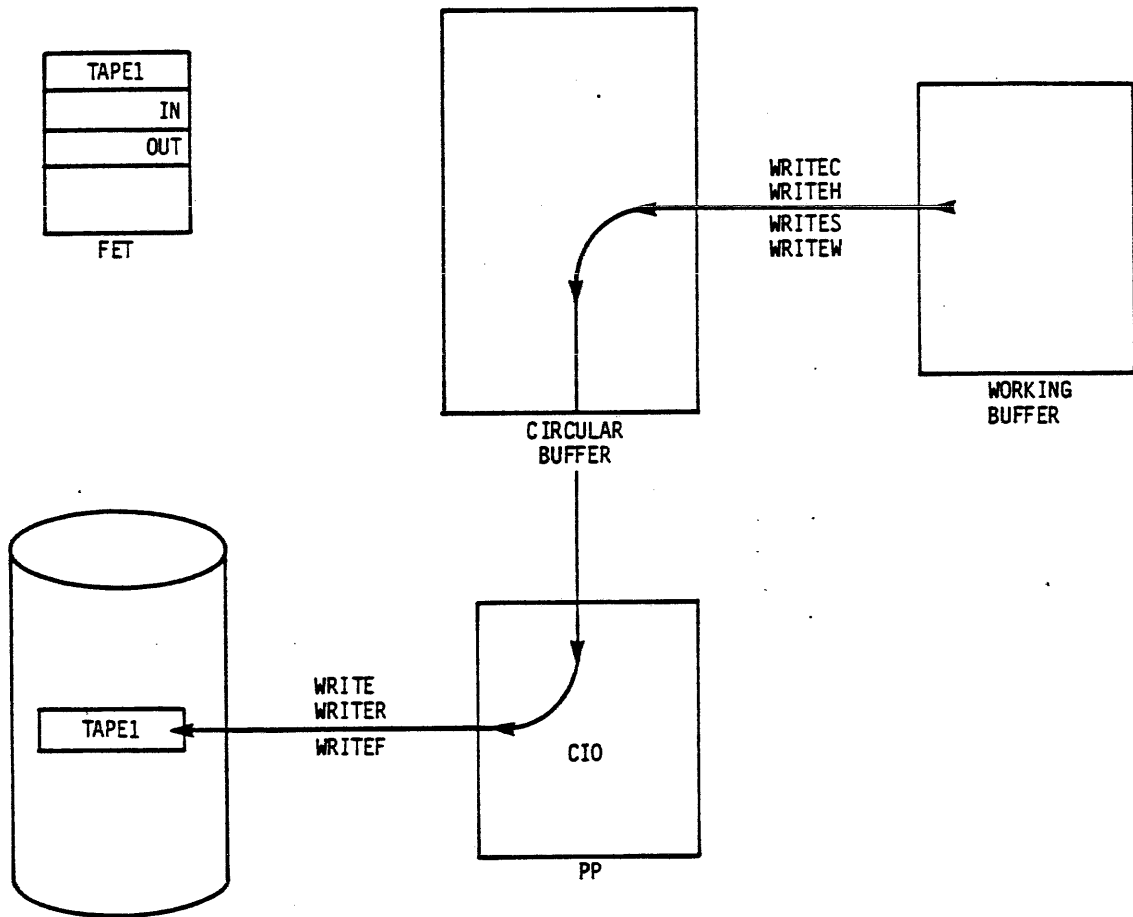 TAPE1
IN
OUT
FET
WRITEC
WRITEH
WRITES
WRITEW
WORKING
BUFFER
CIRCULAR
BUFFER
WRITE
WRITER
WRITEF
TAPE1
CIO
PP